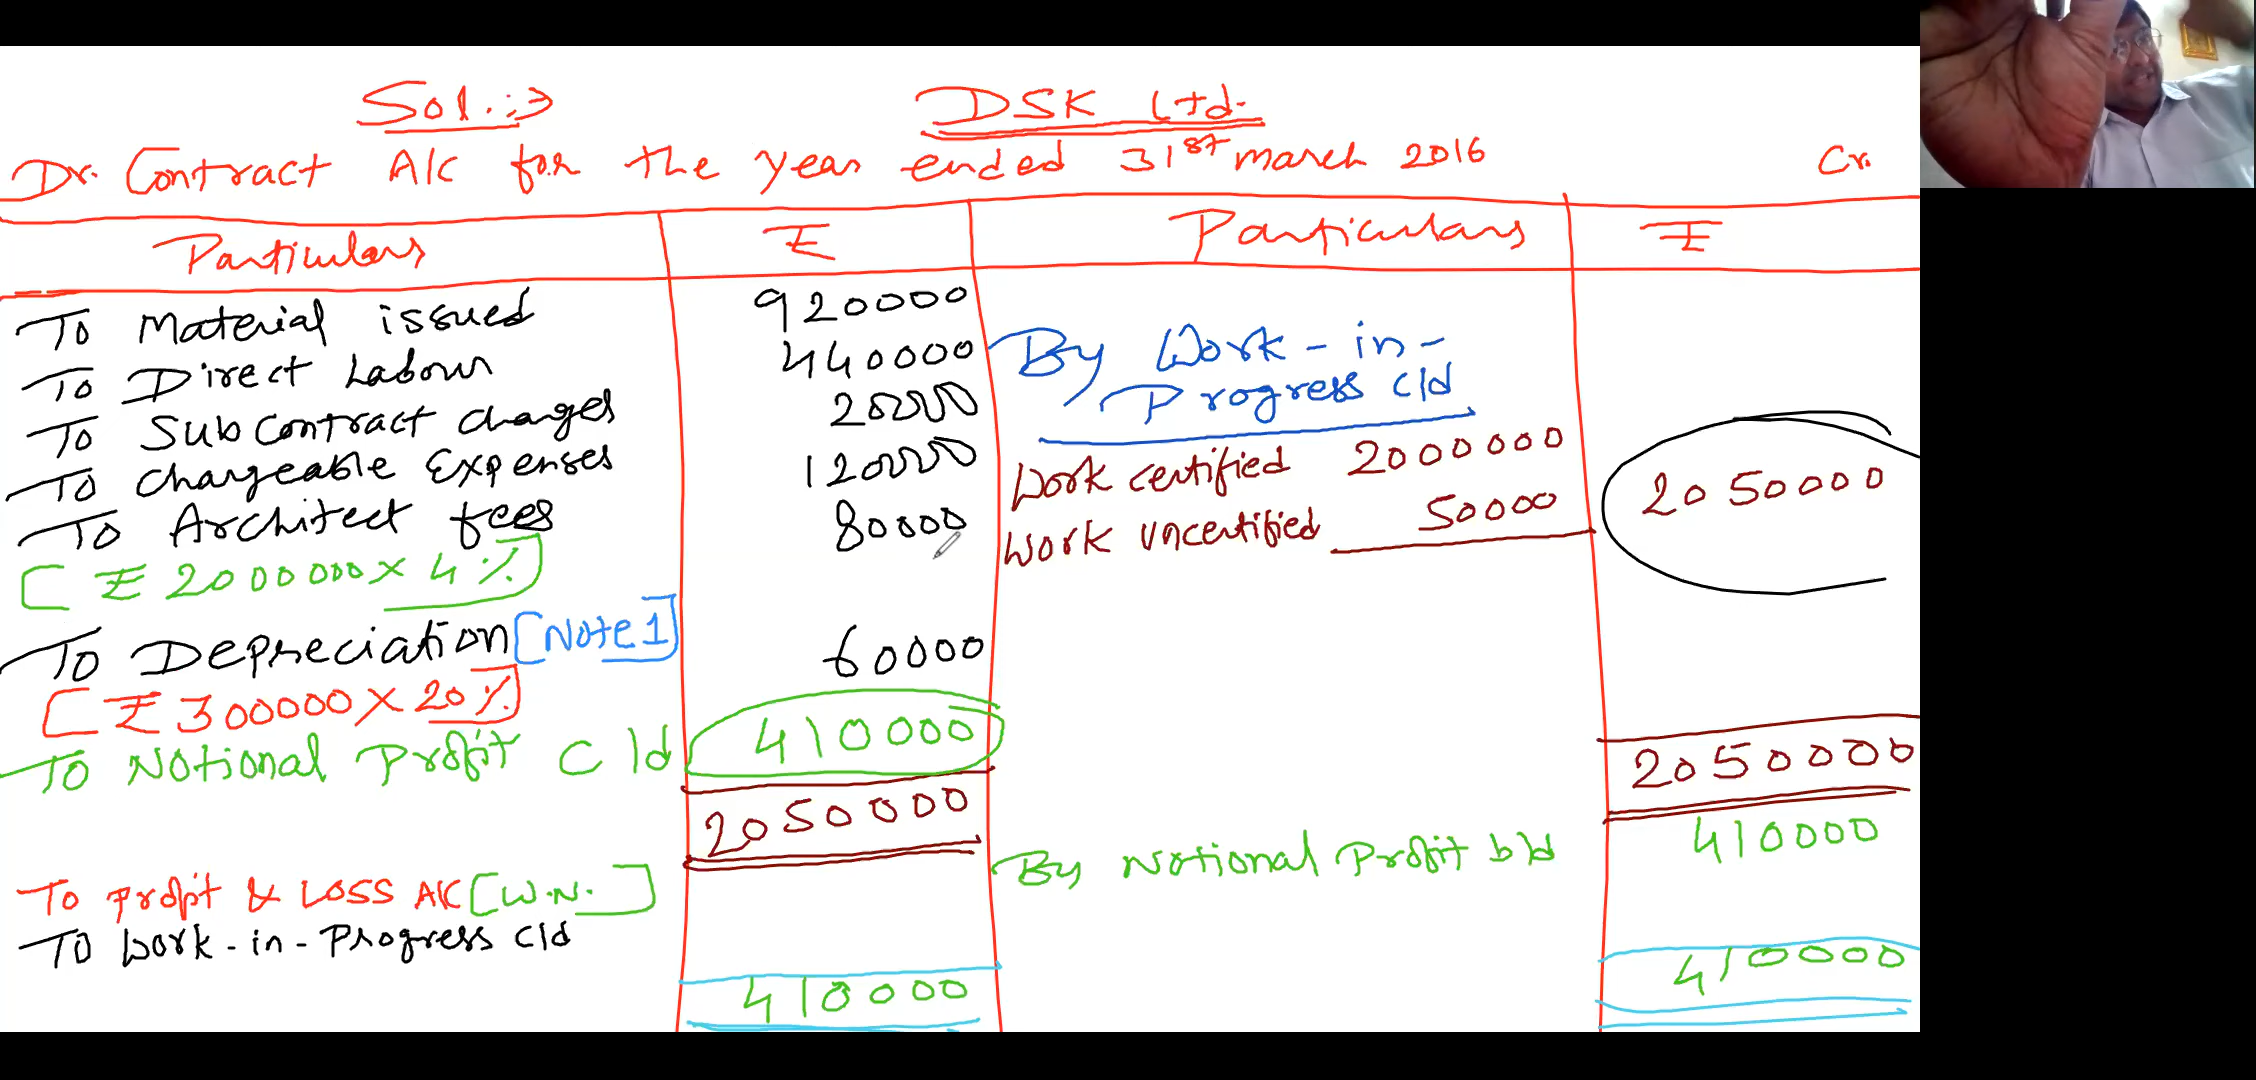 Sol. :⇒ DSK Ltd.
Dr. Contract A/C for the year ended 31st march 2016 Cr.
Particulars ₹ Particulars ₹
To Material issued 920000
To Direct Labour 440000
To Sub Contract Charges 20000
To Chargeable Expenses 120000
To Architect fees 80000
[₹ 2000000 × 4%]
To Depreciation [Note 1] 60000
[₹ 300000 × 20%]
To Notional Profit C/d 410000
2050000
To Profit & Loss A/C [W.N.]
To Work-in-Progress C/d
410000
By Work-in-
Progress C/d
Work certified 2000000
Work Uncertified 50000
2050000
2050000
By Notional Profit b/d 410000
410000